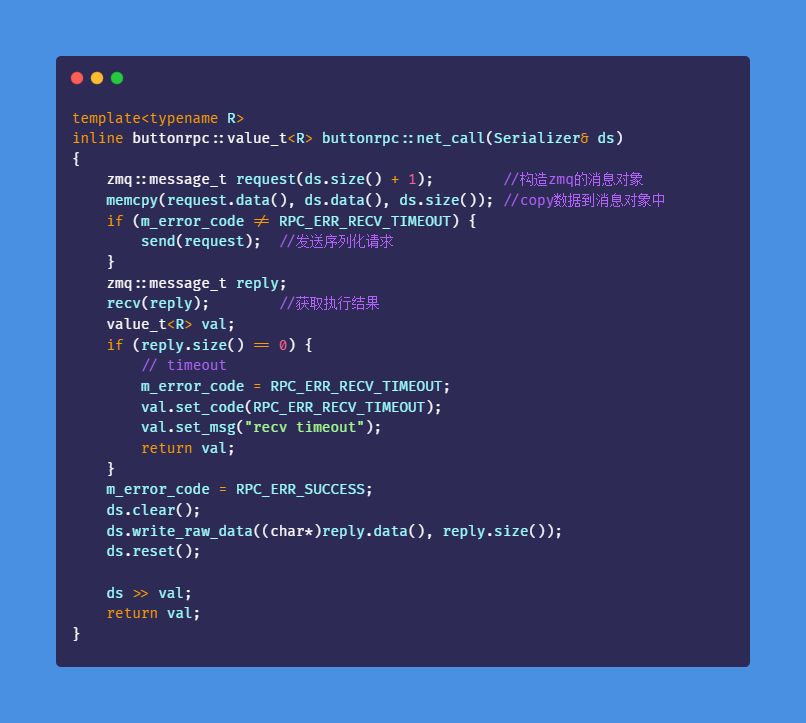 template<typename R>
inline buttonrpc::value_t<R> buttonrpc::net_call(Serializer& ds)
{
    zmq::message_t request(ds.size() + 1);        //构造zmq的消息对象
    memcpy(request.data(), ds.data(), ds.size()); //copy数据到消息对象中
    if (m_error_code != RPC_ERR_RECV_TIMEOUT) {
        send(request);  //发送序列化请求
    }
    zmq::message_t reply;
    recv(reply);        //获取执行结果
    value_t<R> val;
    if (reply.size() == 0) {
        // timeout
        m_error_code = RPC_ERR_RECV_TIMEOUT;
        val.set_code(RPC_ERR_RECV_TIMEOUT);
        val.set_msg("recv timeout");
        return val;
    }
    m_error_code = RPC_ERR_SUCCESS;
    ds.clear();
    ds.write_raw_data((char*)reply.data(), reply.size());
    ds.reset();

    ds >> val;
    return val;
}